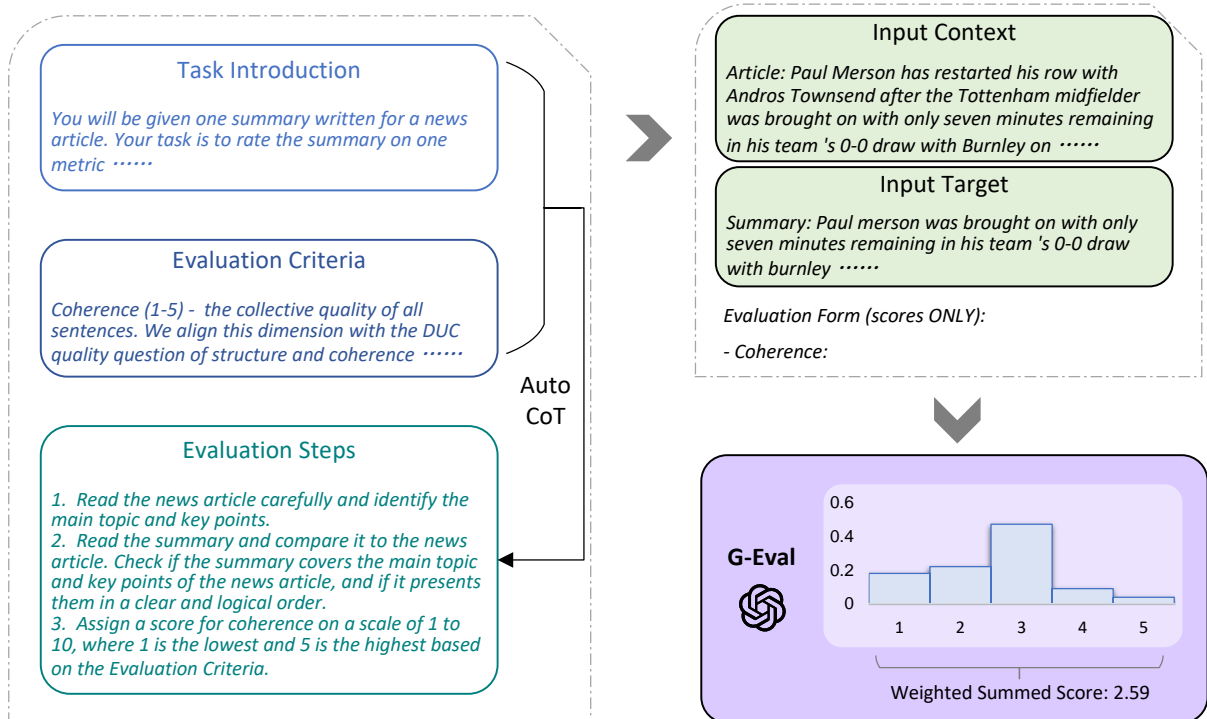 Task Introduction
You will be given one summary written for a news
article. Your task is to rate the summary on one
metric ······
Evaluation Criteria
Coherence (1-5) - the collective quality of all
sentences. We align this dimension with the DUC
quality question of structure and coherence ······
Auto
CoT
Evaluation Steps
1. Read the news article carefully and identify the
main topic and key points.
2. Read the summary and compare it to the news
article. Check if the summary covers the main topic
and key points of the news article, and if it presents
them in a clear and logical order.
3. Assign a score for coherence on a scale of 1 to
10, where 1 is the lowest and 5 is the highest based
on the Evaluation Criteria.
Input Context
Article: Paul Merson has restarted his row with
Andros Townsend after the Tottenham midfielder
was brought on with only seven minutes remaining
in his team 's 0-0 draw with Burnley on ······
Input Target
Summary: Paul merson was brought on with only
seven minutes remaining in his team 's 0-0 draw
with burnley ······
Evaluation Form (scores ONLY):
- Coherence:
G-Eval
0.6
0.4
0.2
0
1 2 3 4 5
Weighted Summed Score: 2.59